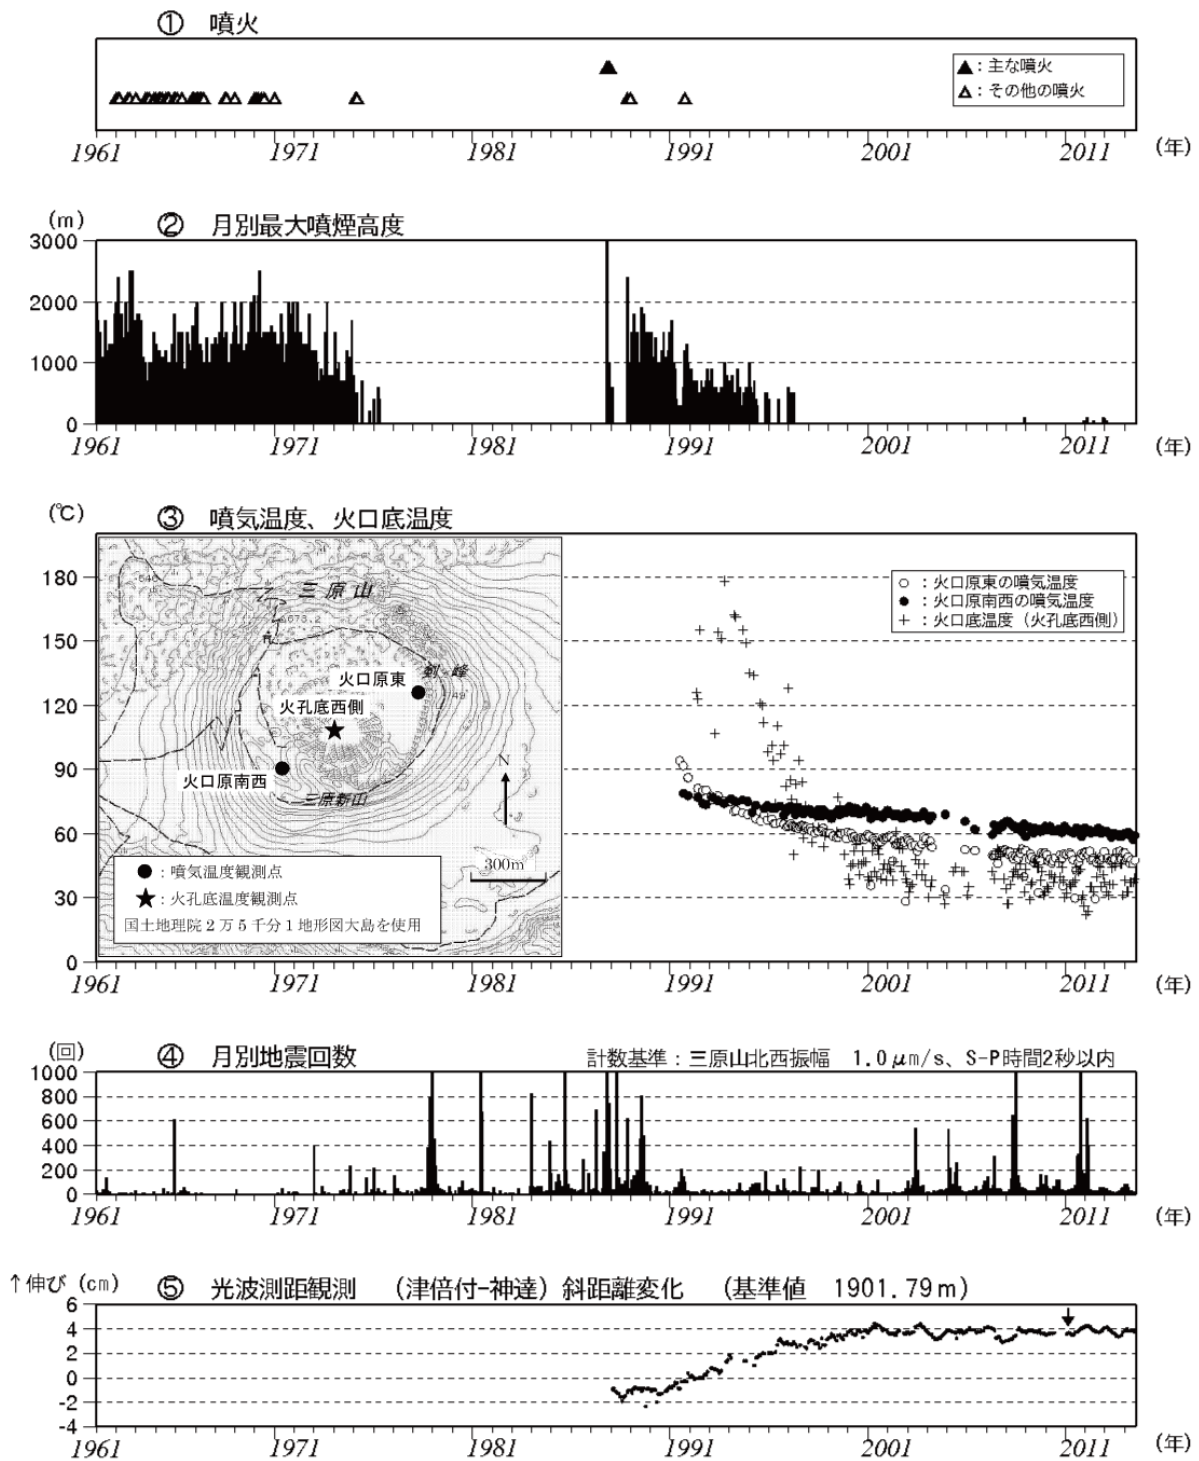 ① 噴火
▲：主な噴火
△：その他の噴火
1961 1971 1981 1991 2001 2011 (年)
(m) ② 月別最大噴煙高度
3000
2000
1000
0
1961 1971 1981 1991 2001 2011 (年)
(℃) ③ 噴気温度、火口底温度
180
150
120
90
60
30
0
三原山
剣ヶ峰
火口原東
火孔底西側
火口原南西
三原新山
N
300m
●：噴気温度観測点
★：火孔底温度観測点
国土地理院2万5千分1地形図大島を使用
○：火口原東の噴気温度
●：火口原南西の噴気温度
+：火口底温度（火孔底西側）
1961 1971 1981 1991 2001 2011 (年)
(回) ④ 月別地震回数 計数基準：三原山北西振幅 1.0μm/s、S-P時間2秒以内
1000
800
600
400
200
0
1961 1971 1981 1991 2001 2011 (年)
↑伸び(cm) ⑤ 光波測距観測 （津倍付-神達）斜距離変化 （基準値 1901.79m）
6
4
2
0
-2
-4
1961 1971 1981 1991 2001 2011 (年)